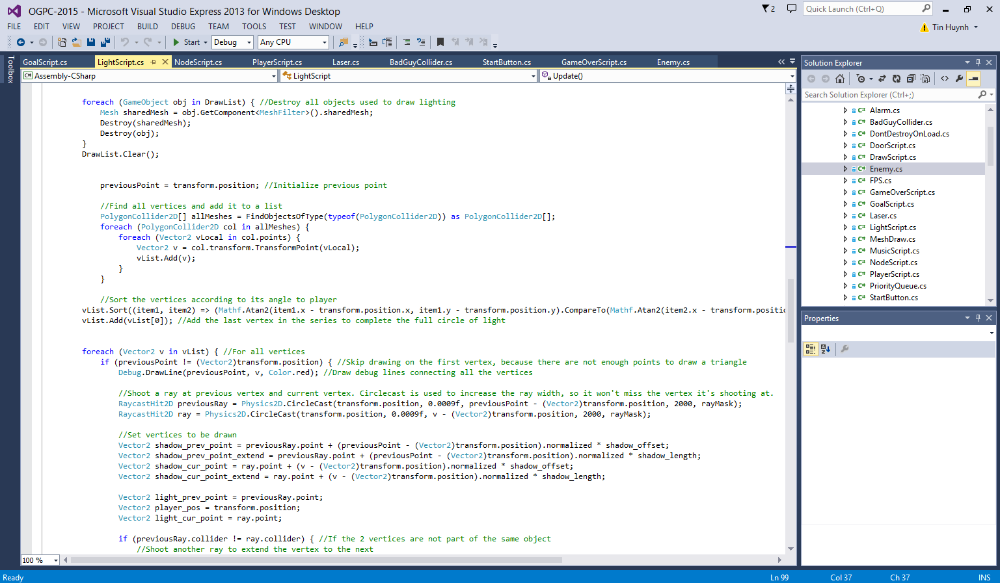 OGPC-2015 - Microsoft Visual Studio Express 2013 for Windows Desktop
2
Quick Launch (Ctrl+Q)
FILE EDIT VIEW PROJECT BUILD DEBUG TEAM TOOLS TEST WINDOW HELP
Tin Huynh
Start Debug Any CPU
Toolbox
GoalScript.cs LightScript.cs NodeScript.cs PlayerScript.cs Laser.cs BadGuyCollider.cs StartButton.cs GameOverScript.cs Enemy.cs
Assembly-CSharp LightScript Update()
foreach (GameObject obj in DrawList) { //Destroy all objects used to draw lighting
Mesh sharedMesh = obj.GetComponent<MeshFilter>().sharedMesh;
Destroy(sharedMesh);
Destroy(obj);
}
DrawList.Clear();
previousPoint = transform.position; //Initialize previous point
//Find all vertices and add it to a list
PolygonCollider2D[] allMeshes = FindObjectsOfType(typeof(PolygonCollider2D)) as PolygonCollider2D[];
foreach (PolygonCollider2D col in allMeshes) {
foreach (Vector2 vLocal in col.points) {
Vector2 v = col.transform.TransformPoint(vLocal);
vList.Add(v);
}
}
//Sort the vertices according to its angle to player
vList.Sort((item1, item2) => (Mathf.Atan2(item1.x - transform.position.x, item1.y - transform.position.y).CompareTo(Mathf.Atan2(item2.x - transform.positio
vList.Add(vList[0]); //Add the last vertex in the series to complete the full circle of light
foreach (Vector2 v in vList) { //For all vertices
if (previousPoint != (Vector2)transform.position) { //Skip drawing on the first vertex, because there are not enough points to draw a triangle
Debug.DrawLine(previousPoint, v, Color.red); //Draw debug lines connecting all the vertices
//Shoot a ray at previous vertex and current vertex. Circlecast is used to increase the ray width, so it won't miss the vertex it's shooting at.
RaycastHit2D previousRay = Physics2D.CircleCast(transform.position, 0.0009f, previousPoint - (Vector2)transform.position, 2000, rayMask);
RaycastHit2D ray = Physics2D.CircleCast(transform.position, 0.0009f, v - (Vector2)transform.position, 2000, rayMask);
//Set vertices to be drawn
Vector2 shadow_prev_point = previousRay.point + (previousPoint - (Vector2)transform.position).normalized * shadow_offset;
Vector2 shadow_prev_point_extend = previousRay.point + (previousPoint - (Vector2)transform.position).normalized * shadow_length;
Vector2 shadow_cur_point = ray.point + (v - (Vector2)transform.position).normalized * shadow_offset;
Vector2 shadow_cur_point_extend = ray.point + (v - (Vector2)transform.position).normalized * shadow_length;
Vector2 light_prev_point = previousRay.point;
Vector2 player_pos = transform.position;
Vector2 light_cur_point = ray.point;
if (previousRay.collider != ray.collider) { //If the 2 vertices are not part of the same object
//Shoot another ray to extend the vertex to the next
100 %
Solution Explorer
Search Solution Explorer (Ctrl+;)
C# Alarm.cs
C# BadGuyCollider.cs
C# DontDestroyOnLoad.cs
C# DoorScript.cs
C# DrawScript.cs
C# Enemy.cs
C# FPS.cs
C# GameOverScript.cs
C# GoalScript.cs
C# Laser.cs
C# LightScript.cs
C# MeshDraw.cs
C# MusicScript.cs
C# NodeScript.cs
C# PlayerScript.cs
C# PriorityQueue.cs
C# StartButton.cs
Properties
Ready Ln 99 Col 37 Ch 37 INS